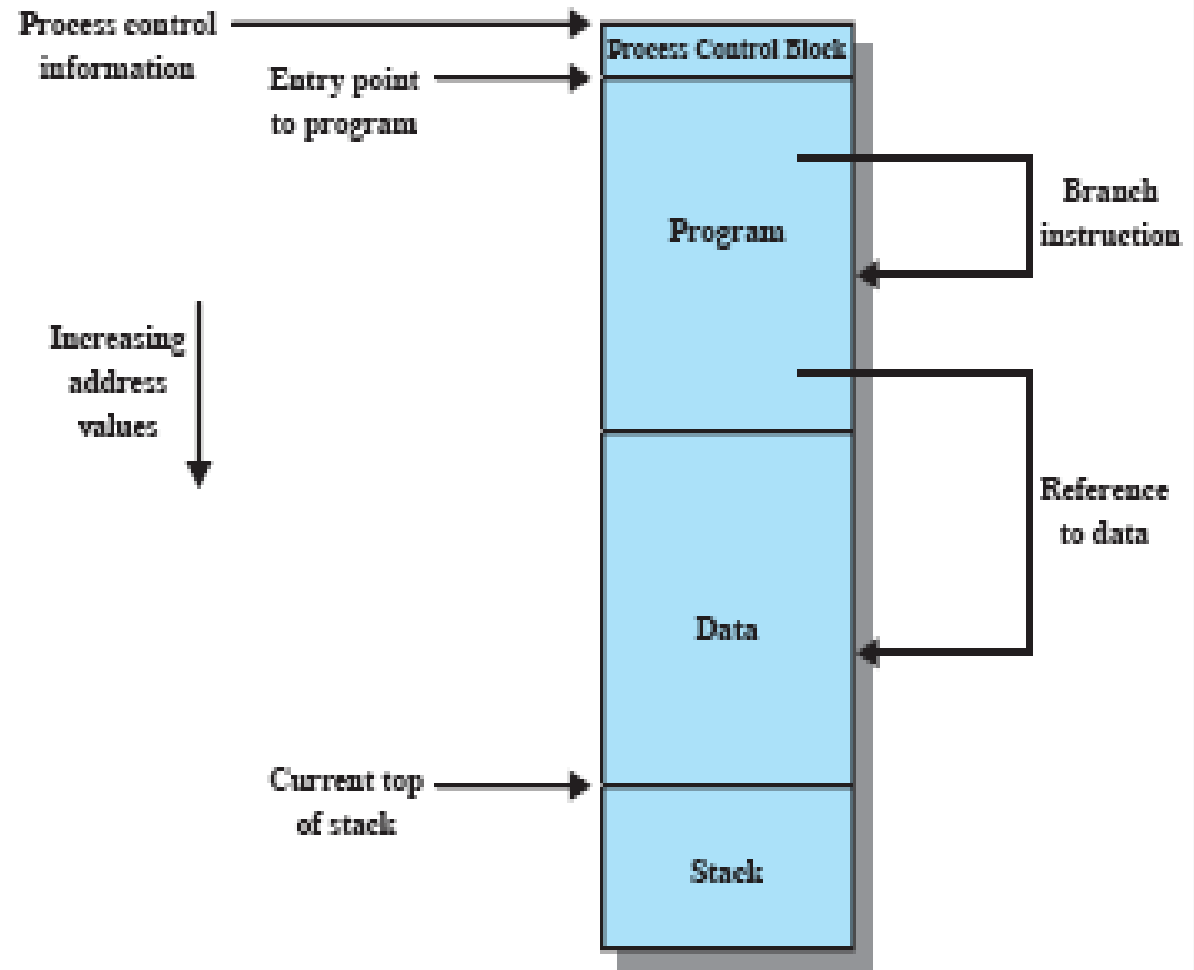 Process control
information
Process Control Block
Entry point
to program
Branch
instruction
Program
Increasing
address
values
Reference
to data
Data
Current top
of stack
Stack